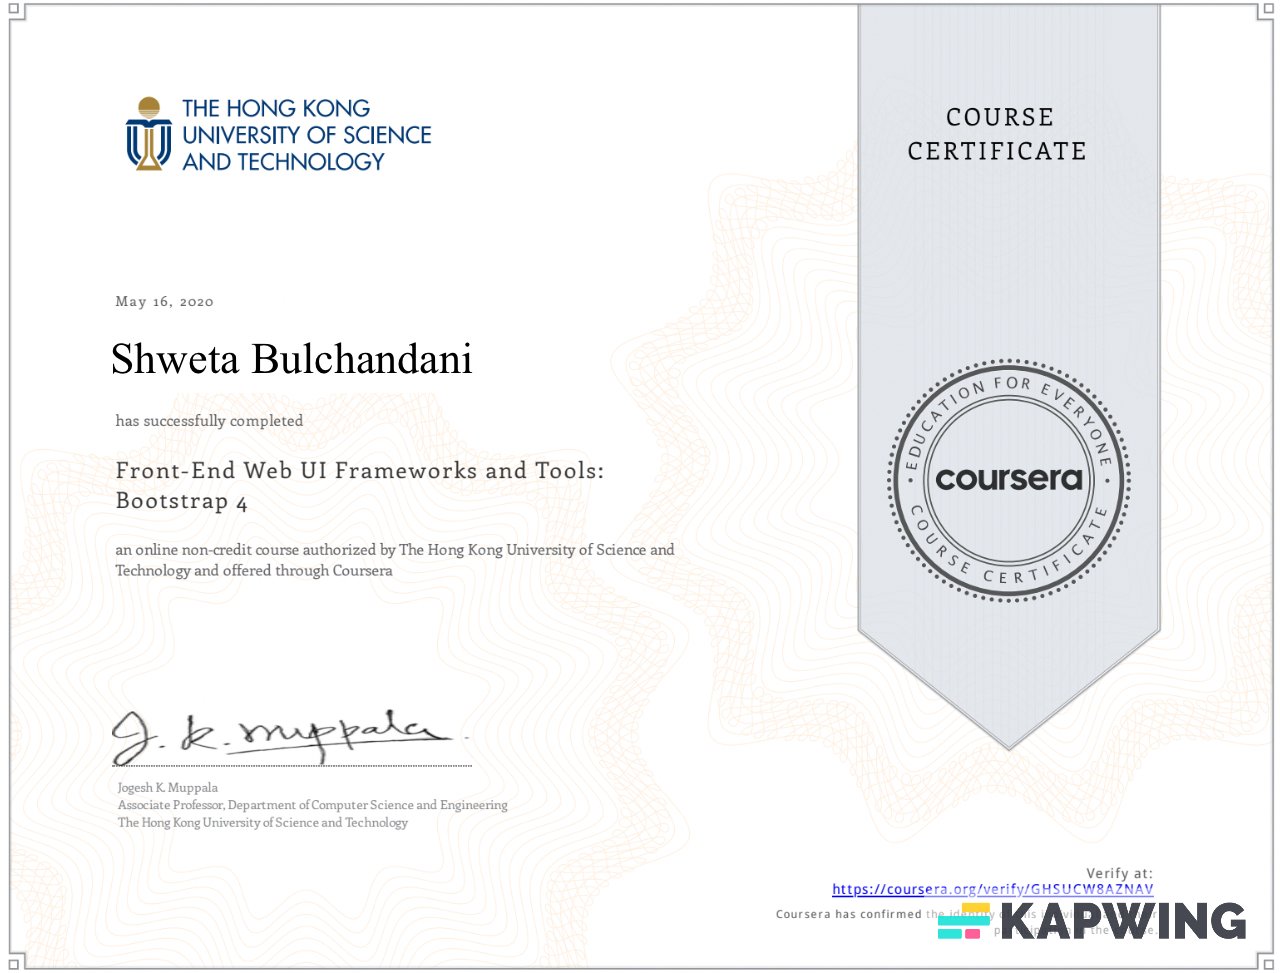 THE HONG KONG
UNIVERSITY OF SCIENCE
AND TECHNOLOGY
COURSE
CERTIFICATE
May 16, 2020
Shweta Bulchandani
has successfully completed
Front-End Web UI Frameworks and Tools:
Bootstrap 4
an online non-credit course authorized by The Hong Kong University of Science and
Technology and offered through Coursera
EDUCATION FOR EVERYONE
coursera
COURSE CERTIFICATE
J. K. Muppala
Jogesh K. Muppala
Associate Professor, Department of Computer Science and Engineering
The Hong Kong University of Science and Technology
Verify at:
https://coursera.org/verify/GHSUCW8AZNAV
Coursera has confirmed the identity
the
KAPWING